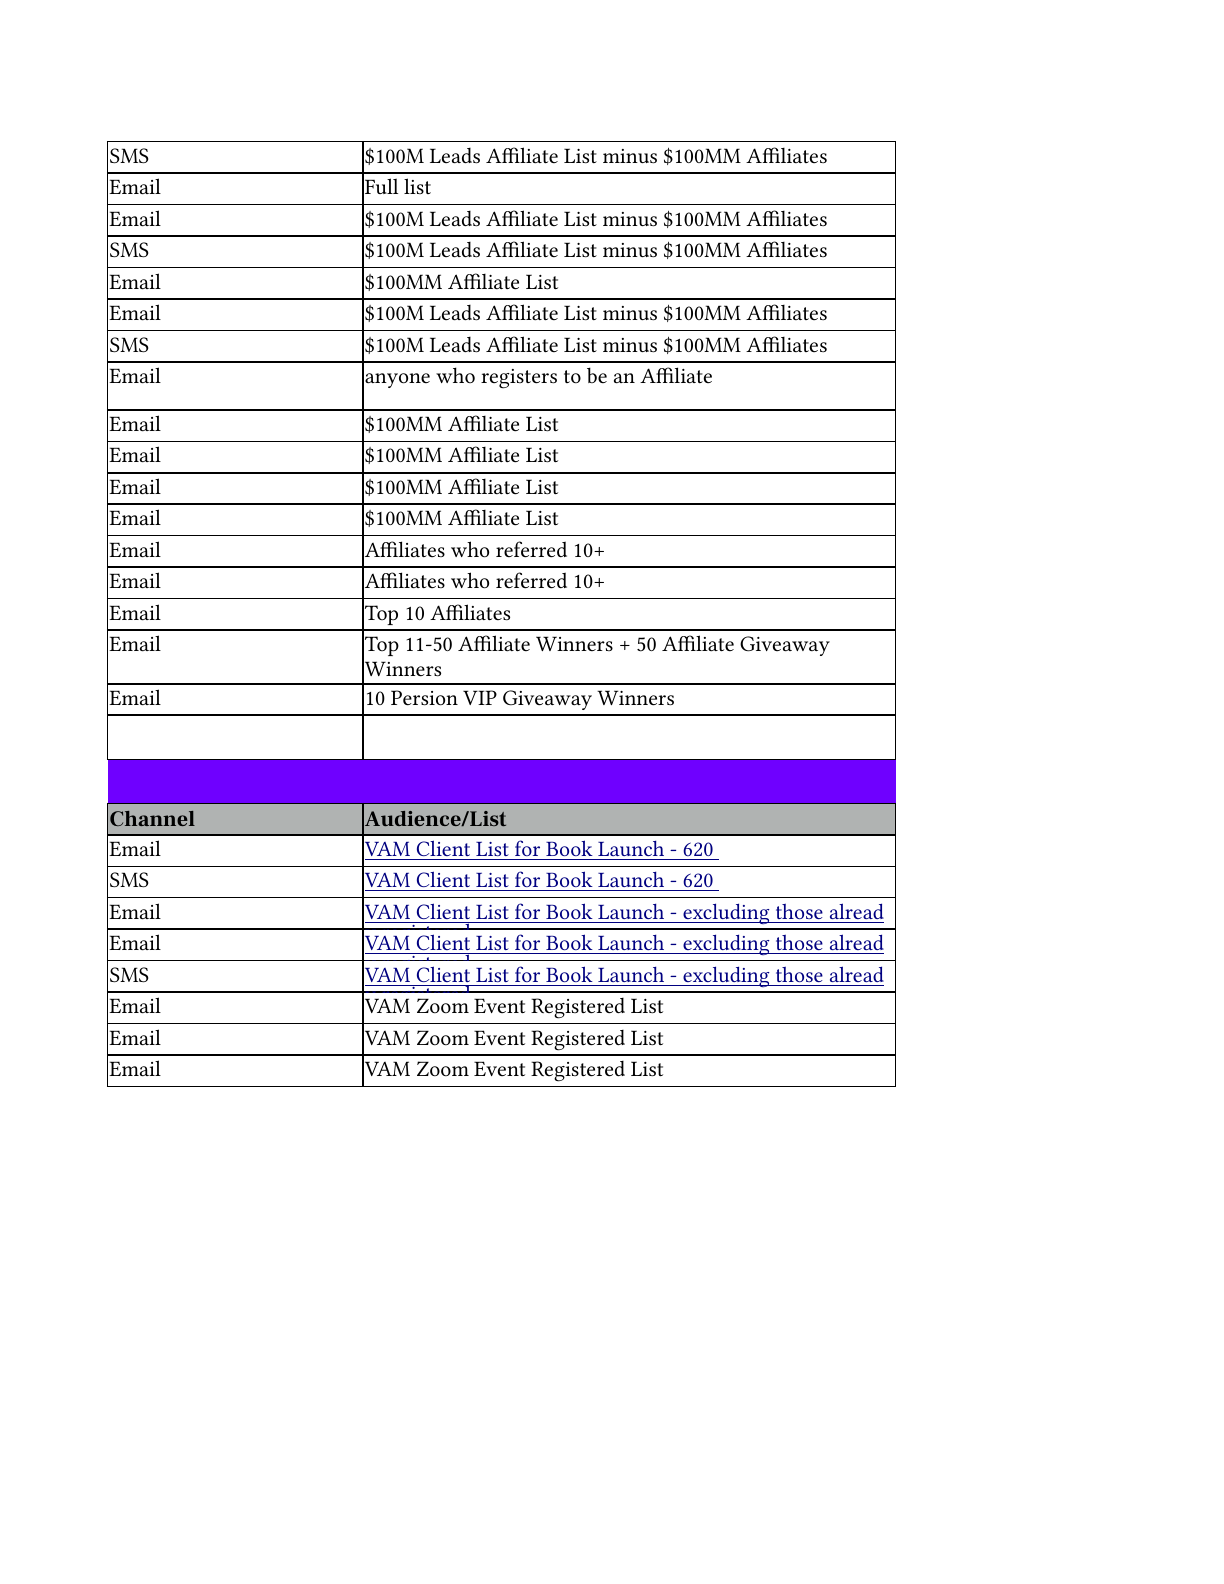 SMS $100M Leads Affiliate List minus $100MM Affiliates
Email Full list
Email $100M Leads Affiliate List minus $100MM Affiliates
SMS $100M Leads Affiliate List minus $100MM Affiliates
Email $100MM Affiliate List
Email $100M Leads Affiliate List minus $100MM Affiliates
SMS $100M Leads Affiliate List minus $100MM Affiliates
Email anyone who registers to be an Affiliate
Email $100MM Affiliate List
Email $100MM Affiliate List
Email $100MM Affiliate List
Email $100MM Affiliate List
Email Affiliates who referred 10+
Email Affiliates who referred 10+
Email Top 10 Affiliates
Email Top 11-50 Affiliate Winners + 50 Affiliate Giveaway
Winners
Email 10 Persion VIP Giveaway Winners
Channel Audience/List
Email VAM Client List for Book Launch - 620
SMS VAM Client List for Book Launch - 620
Email VAM Client List for Book Launch - excluding those alread
Email VAM Client List for Book Launch - excluding those alread
SMS VAM Client List for Book Launch - excluding those alread
Email VAM Zoom Event Registered List
Email VAM Zoom Event Registered List
Email VAM Zoom Event Registered List